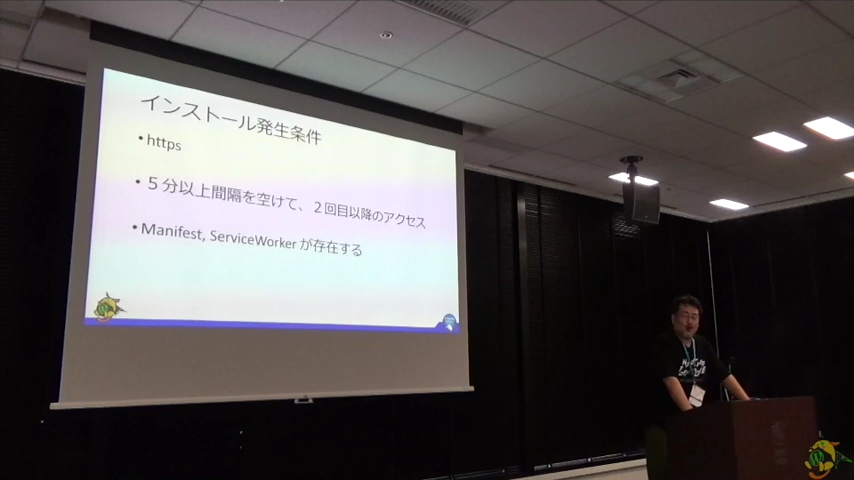 インストール発生条件
•https
•５分以上間隔を空けて、２回目以降のアクセス
•Manifest, ServiceWorker が存在する